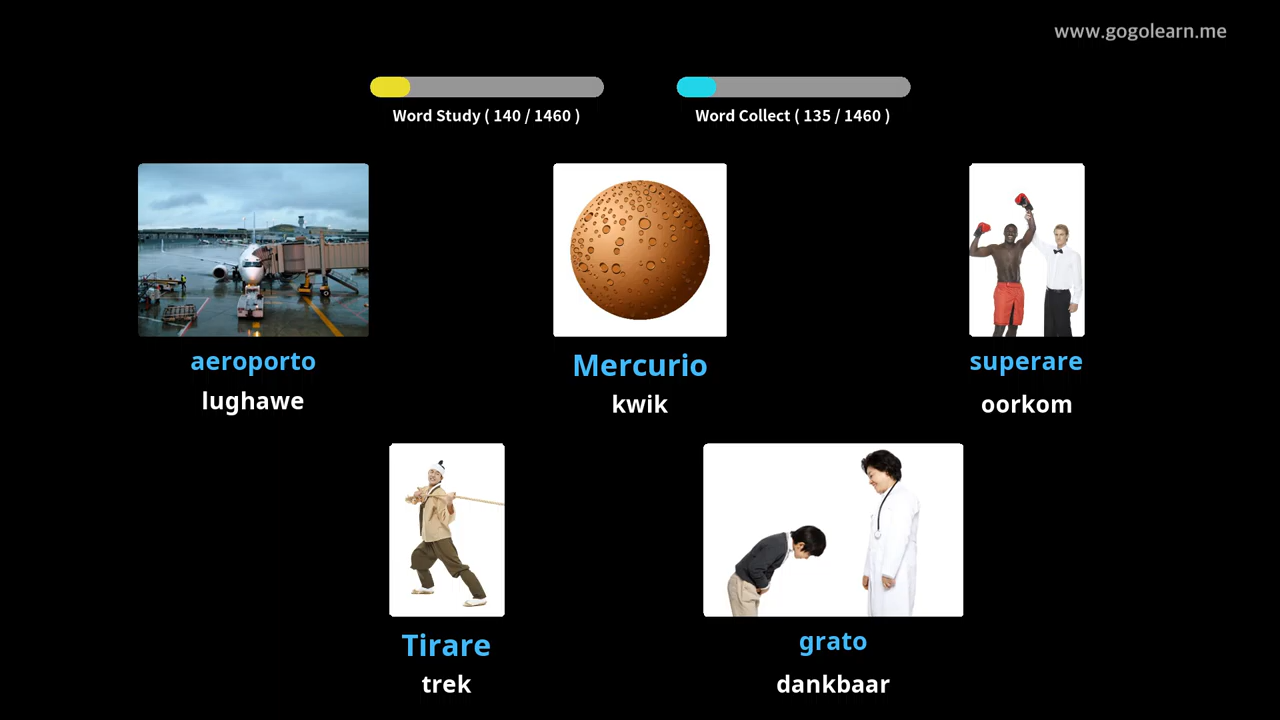 www.gogolearn.me
Word Study ( 140 / 1460 )
Word Collect ( 135 / 1460 )
aeroporto
lughawe
Mercurio
kwik
superare
oorkom
Tirare
trek
grato
dankbaar